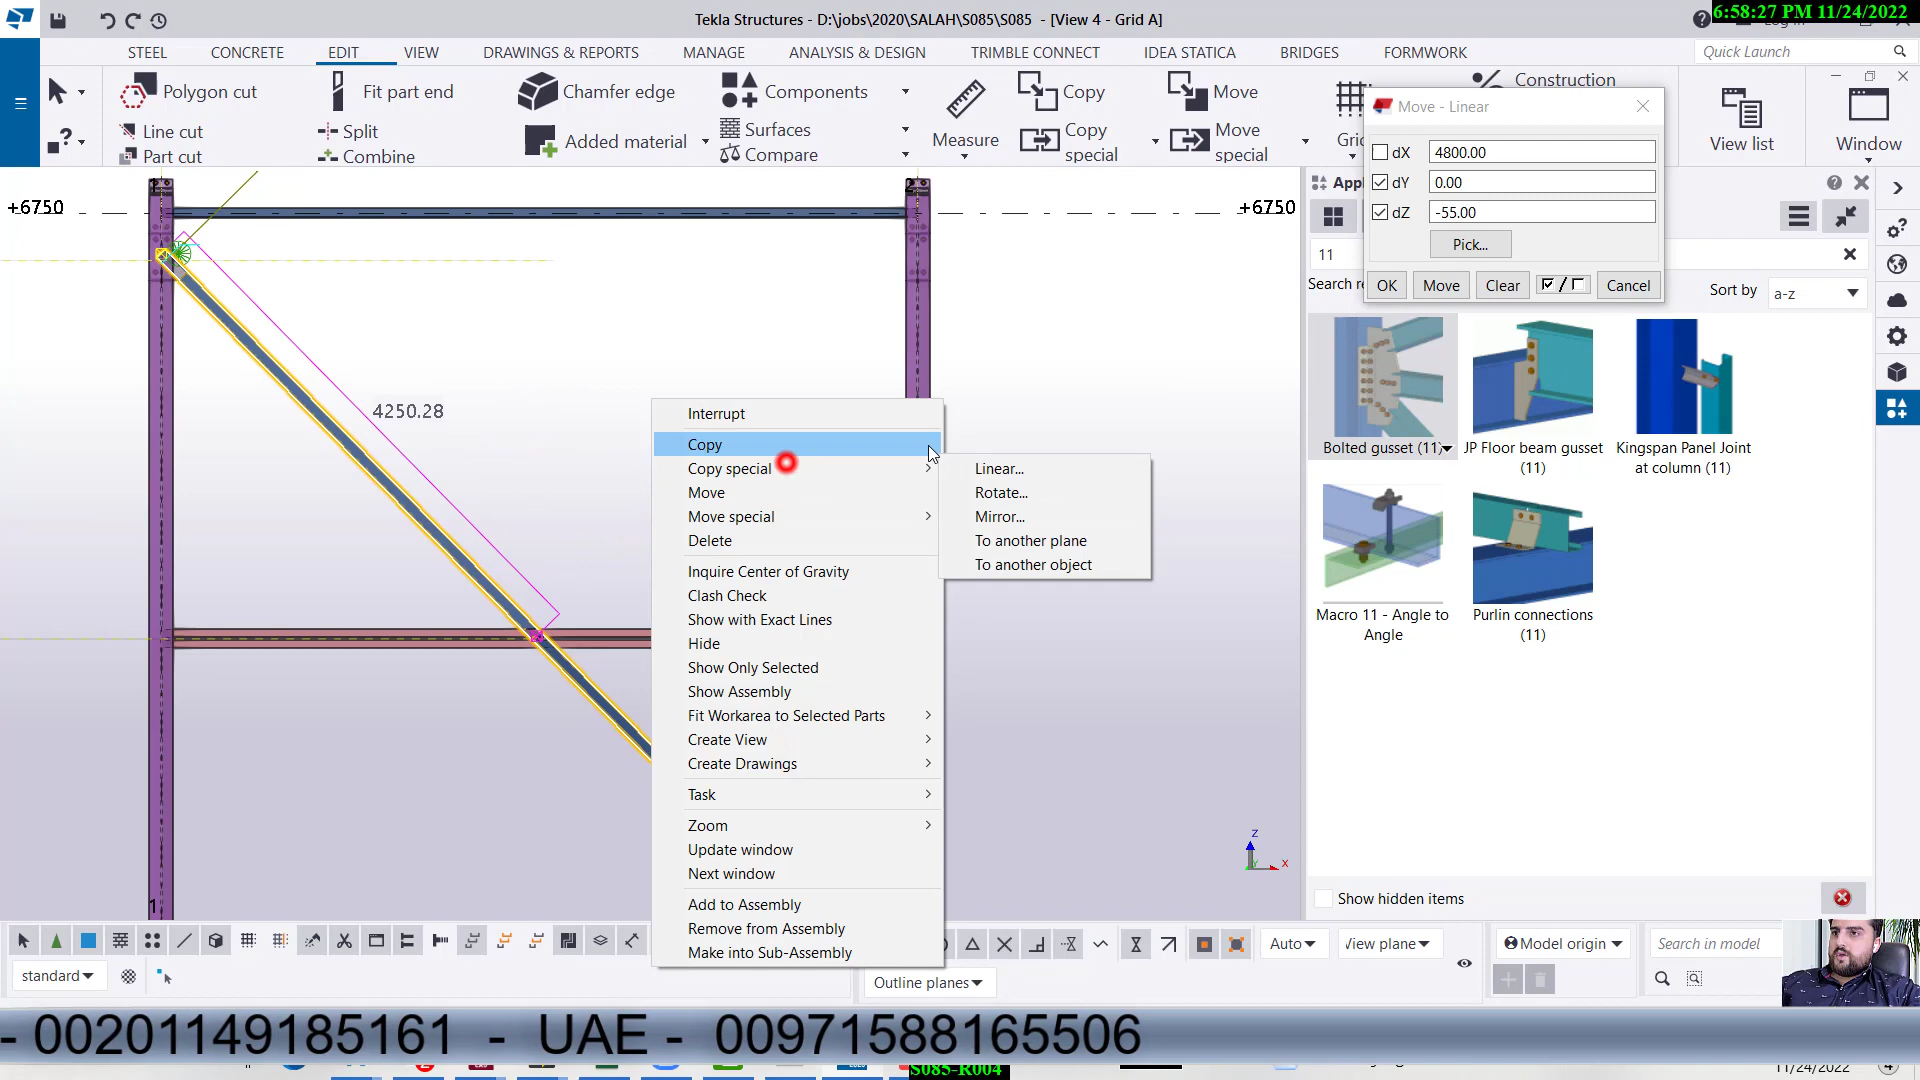 Tekla Structures - D:\jobs\2020\SALAH\S085\S085 - [View 4 - Grid A]
6:58:27 PM 11/24/2022
STEEL CONCRETE EDIT VIEW DRAWINGS & REPORTS MANAGE ANALYSIS & DESIGN TRIMBLE CONNECT IDEA STATICA BRIDGES FORMWORK
Quick Launch
Polygon cut
Line cut
Part cut
Fit part end
Split
Combine
Chamfer edge
Added material
Components
Surfaces
Compare
Measure
Copy
Copy special
Move
Move special
Construction
View list
Window
Move - Linear
dX 4800.00
dY 0.00
dZ -55.00
Pick...
OK Move Clear / Cancel
11
Sort by a-z
Bolted gusset (11)
JP Floor beam gusset (11)
Kingspan Panel Joint at column (11)
Macro 11 - Angle to Angle
Purlin connections (11)
Show hidden items
+6750
+6750
1
2
4250.28
1
Z
X
Interrupt
Copy
Copy special
Move
Move special
Delete
Inquire Center of Gravity
Clash Check
Show with Exact Lines
Hide
Show Only Selected
Show Assembly
Fit Workarea to Selected Parts
Create View
Create Drawings
Task
Zoom
Update window
Next window
Add to Assembly
Remove from Assembly
Make into Sub-Assembly
Linear...
Rotate...
Mirror...
To another plane
To another object
standard
Auto
View plane
Outline planes
Model origin
Search in model
- 00201149185161 - UAE - 00971588165506
S085-R004
11/24/2022